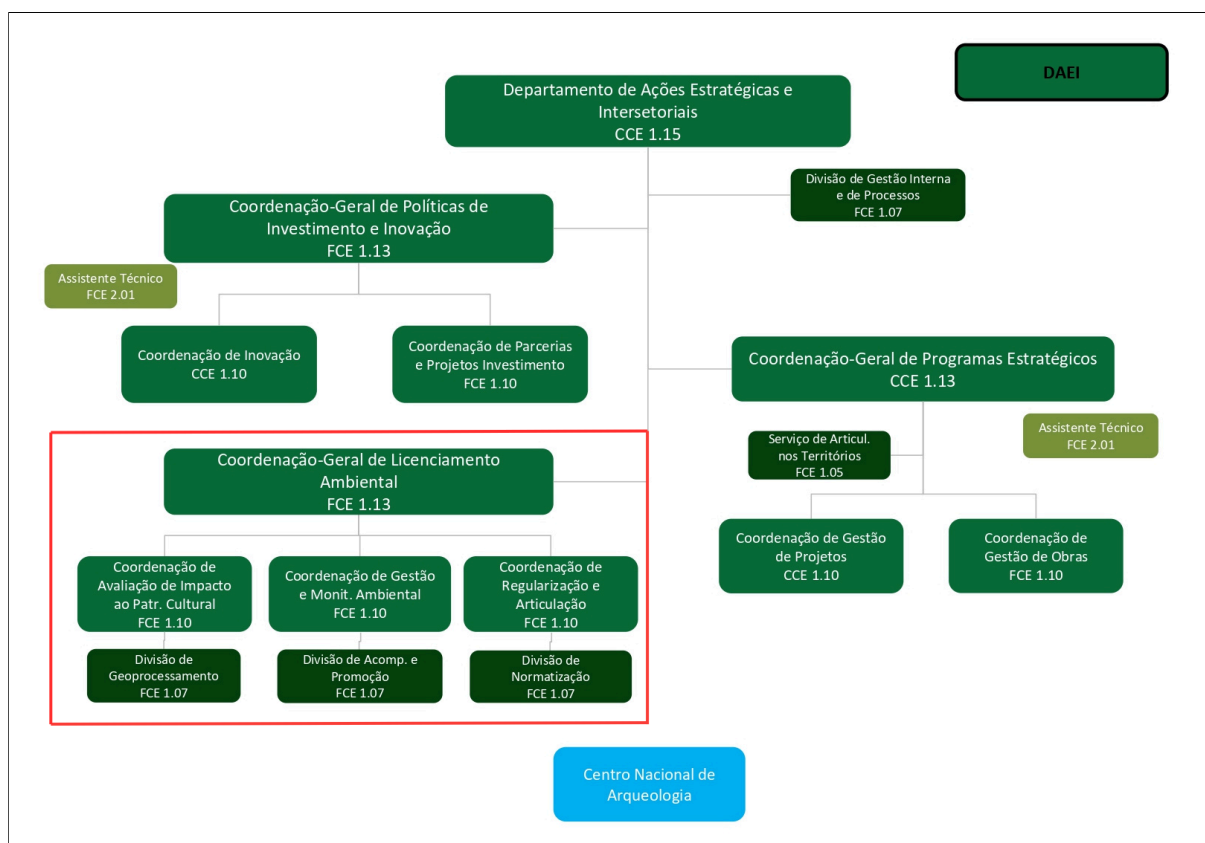 DAEI
Departamento de Ações Estratégicas e
Intersetoriais
CCE 1.15
Divisão de Gestão Interna
e de Processos
FCE 1.07
Coordenação-Geral de Políticas de
Investimento e Inovação
FCE 1.13
Assistente Técnico
FCE 2.01
Coordenação de Inovação
CCE 1.10
Coordenação de Parcerias
e Projetos Investimento
FCE 1.10
Coordenação-Geral de Programas Estratégicos
CCE 1.13
Assistente Técnico
FCE 2.01
Serviço de Articul.
nos Territórios
FCE 1.05
Coordenação de Gestão
de Projetos
CCE 1.10
Coordenação de
Gestão de Obras
FCE 1.10
Coordenação-Geral de Licenciamento
Ambiental
FCE 1.13
Coordenação de
Avaliação de Impacto
ao Patr. Cultural
FCE 1.10
Coordenação de Gestão
e Monit. Ambiental
FCE 1.10
Coordenação de
Regularização e
Articulação
FCE 1.10
Divisão de
Geoprocessamento
FCE 1.07
Divisão de Acomp. e
Promoção
FCE 1.07
Divisão de
Normatização
FCE 1.07
Centro Nacional de
Arqueologia